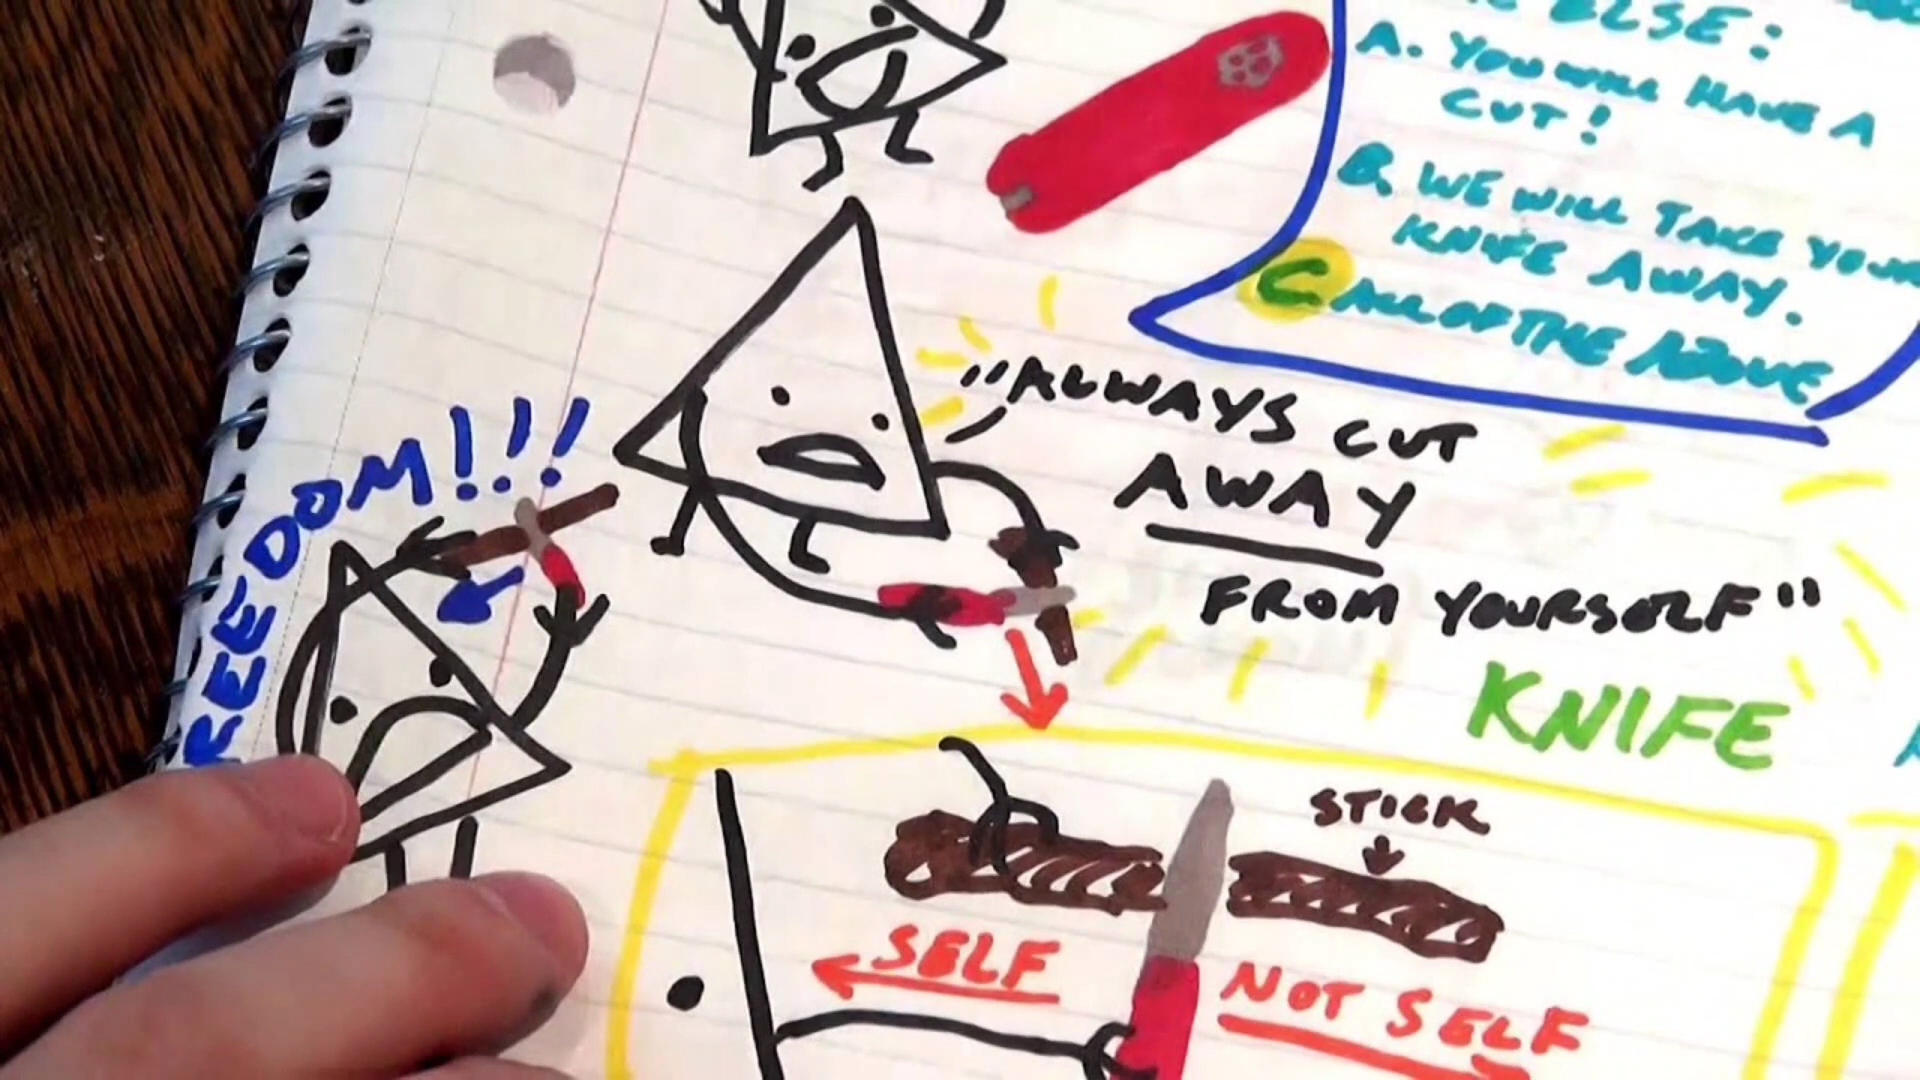 ELSE:
A. YOU WILL HAVE A
CUT!
B. WE WILL TAKE YOUR
KNIFE AWAY.
C ALL OF THE ABOVE
"ALWAYS CUT
AWAY
FROM YOURSELF"
REEDOM!!!
KNIFE
STICK
SELF
NOT SELF